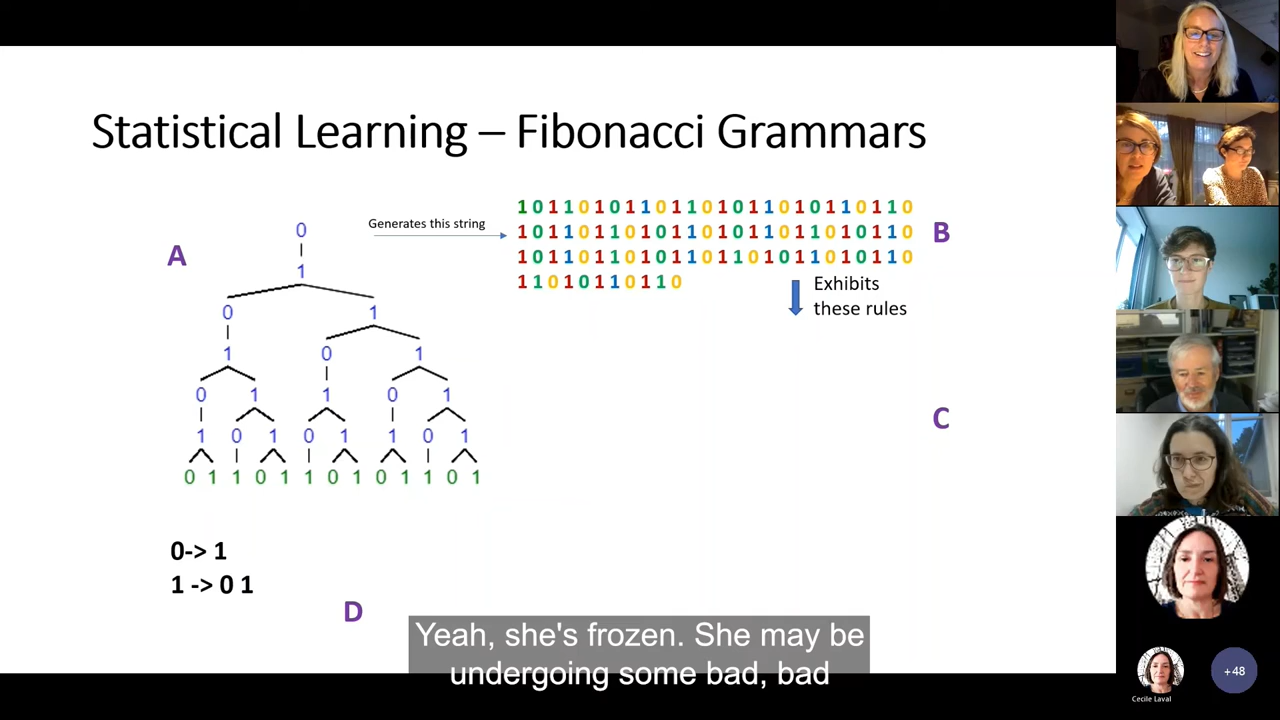 Statistical Learning – Fibonacci Grammars
A
0
1
0 1
1 0 1
0 1 1 0 1
1 0 1 0 1 1 0 1
0 1 1 0 1 1 0 1 0 1 1 0 1
Generates this string
1 0 1 1 0 1 0 1 1 0 1 1 0 1 0 1 1 0 1 0 1 1 0 1 1 0
1 0 1 1 0 1 1 0 1 0 1 1 0 1 0 1 1 0 1 1 0 1 0 1 1 0
1 0 1 1 0 1 1 0 1 0 1 1 0 1 1 0 1 0 1 1 0 1 0 1 1 0
1 1 0 1 0 1 1 0 1 1 0
B
Exhibits
these rules
C
0-> 1
1 -> 0 1
D
Yeah, she's frozen. She may be
undergoing some bad, bad
Cecile Laval
+48